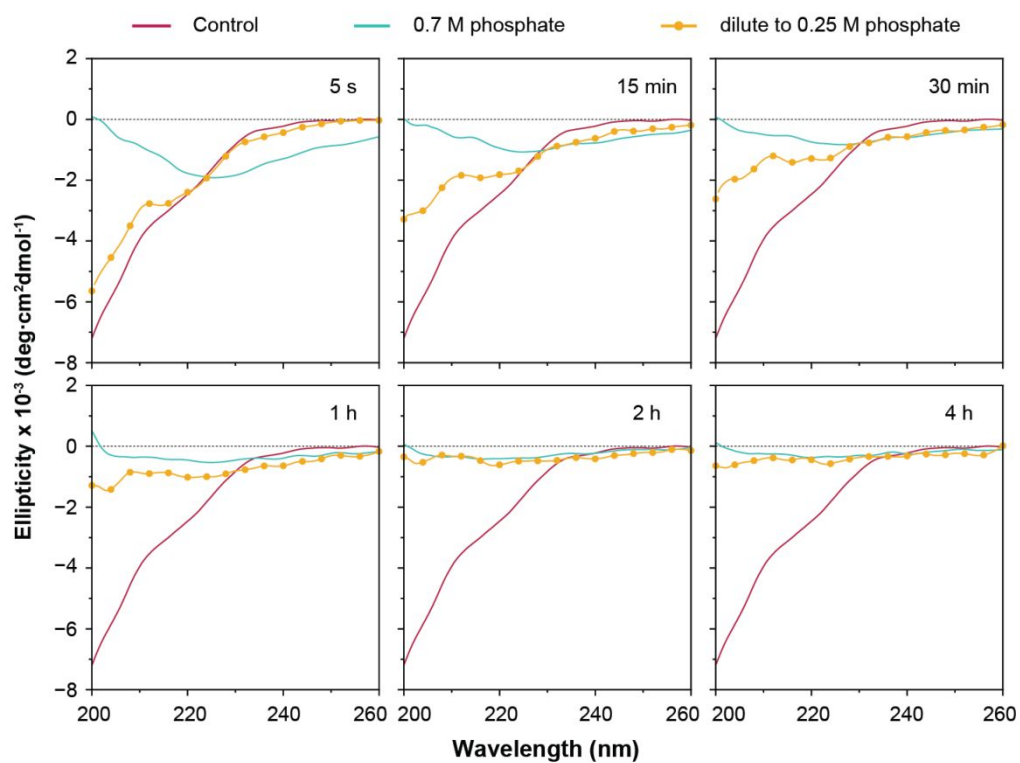 Control 0.7 M phosphate dilute to 0.25 M phosphate
2
0
−2
−4
−6
−8
5 s
15 min
30 min
2
0
−2
−4
−6
−8
1 h
2 h
4 h
200 220 240 260 200 220 240 260 200 220 240 260
Ellipticity x 10⁻³ (deg·cm²dmol⁻¹)
Wavelength (nm)